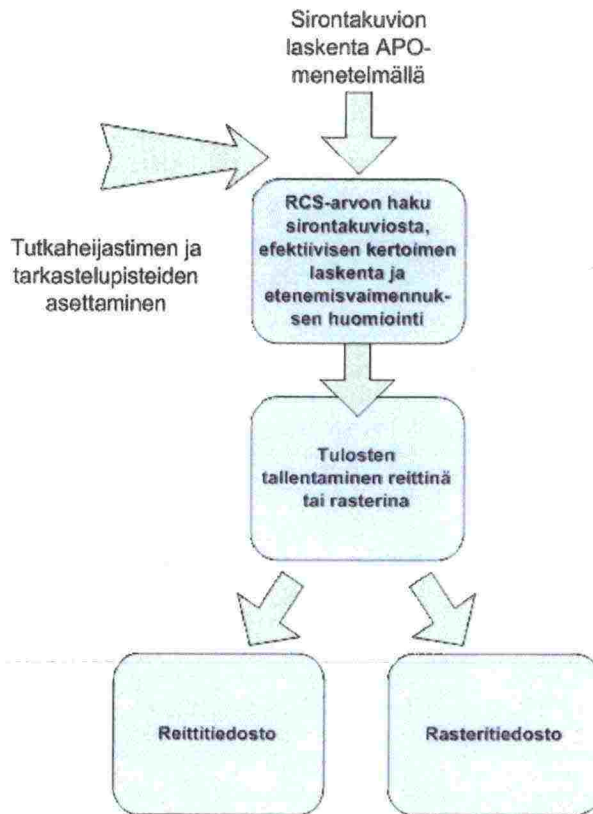 Sirontakuvion
laskenta APO-
menetelmällä
RCS-arvon haku
sirontakuviosta,
efektiivisen kertoimen
laskenta ja
etenemisvaimennuk-
sen huomiointi
Tutkaheijastimen ja
tarkastelupisteiden
asettaminen
Tulosten
tallentaminen reittinä
tai rasterina
Reittitiedosto
Rasteritiedosto